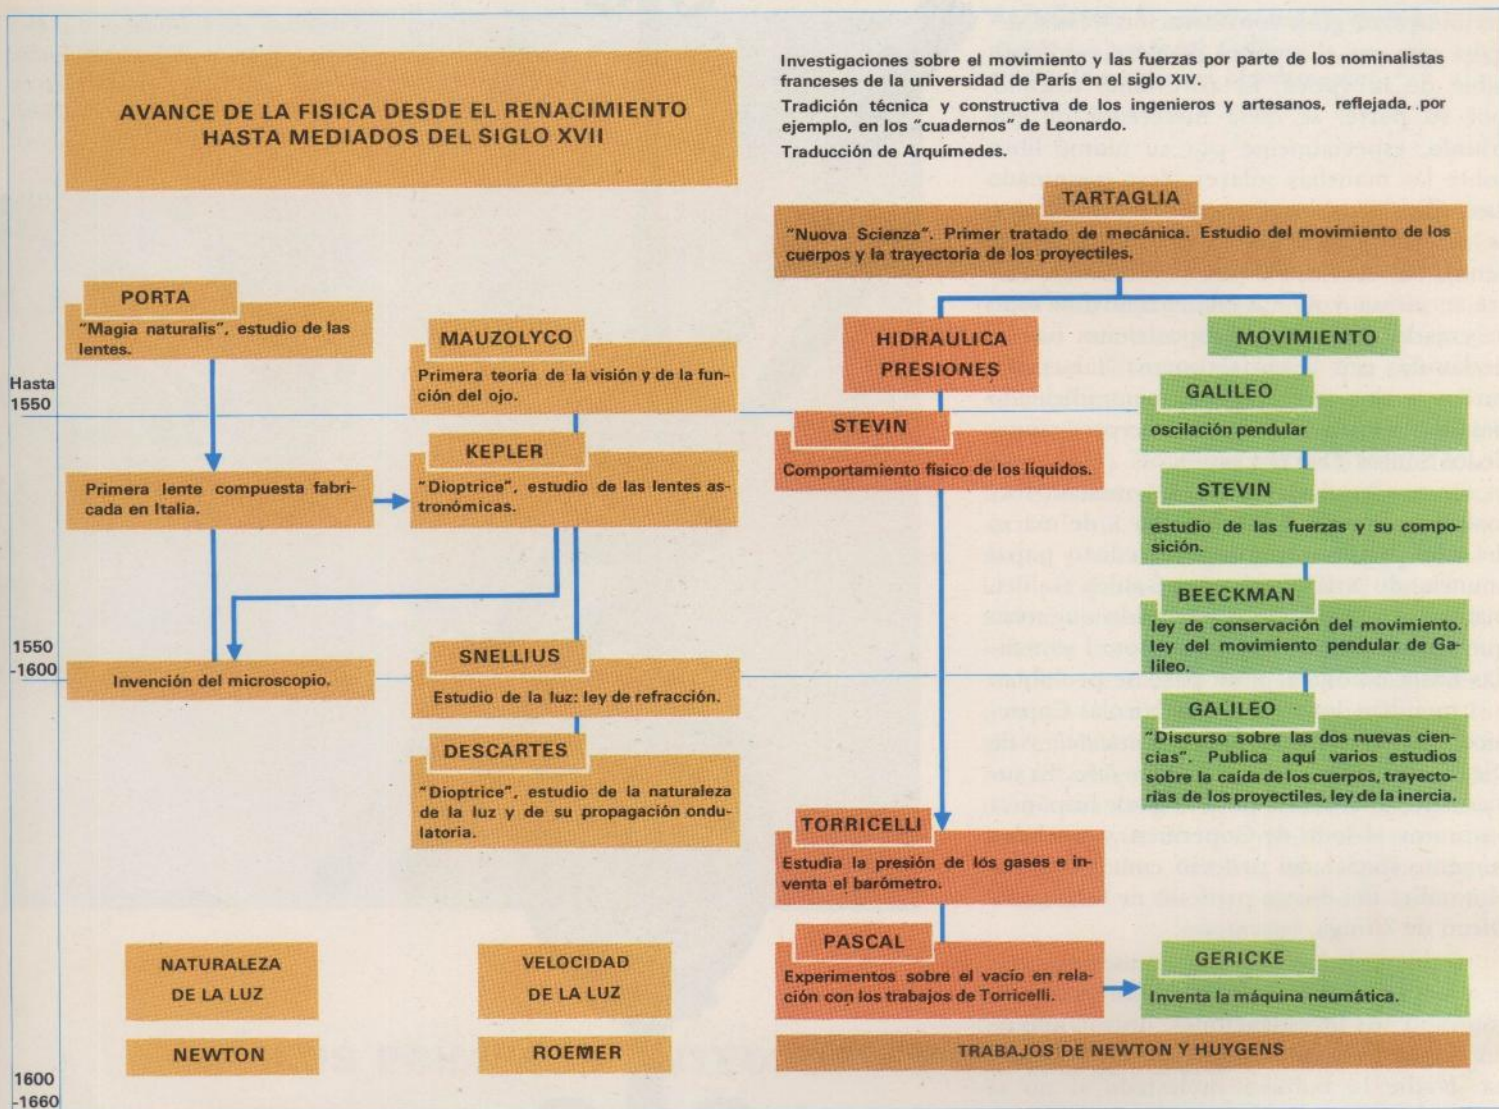 AVANCE DE LA FISICA DESDE EL RENACIMIENTO
HASTA MEDIADOS DEL SIGLO XVII
Investigaciones sobre el movimiento y las fuerzas por parte de los nominalistas
franceses de la universidad de París en el siglo XIV.
Tradición técnica y constructiva de los ingenieros y artesanos, reflejada, por
ejemplo, en los "cuadernos" de Leonardo.
Traducción de Arquímedes.
TARTAGLIA
"Nuova Scienza". Primer tratado de mecánica. Estudio del movimiento de los
cuerpos y la trayectoria de los proyectiles.
PORTA
"Magia naturalis", estudio de las
lentes.
MAUZOLYCO
Primera teoría de la visión y de la fun-
ción del ojo.
HIDRAULICA
PRESIONES
MOVIMIENTO
Hasta
1550
GALILEO
oscilación pendular
STEVIN
Comportamiento físico de los líquidos.
KEPLER
"Dioptrice", estudio de las lentes as-
tronómicas.
Primera lente compuesta fabri-
cada en Italia.
STEVIN
estudio de las fuerzas y su compo-
sición.
BEECKMAN
ley de conservación del movimiento.
ley del movimiento pendular de Ga-
lileo.
1550
-1600
Invención del microscopio.
SNELLIUS
Estudio de la luz: ley de refracción.
GALILEO
"Discurso sobre las dos nuevas cien-
cias". Publica aquí varios estudios
sobre la caída de los cuerpos, trayecto-
rías de los proyectiles, ley de la inercia.
DESCARTES
"Dioptrice", estudio de la naturaleza
de la luz y de su propagación ondu-
latoria.
TORRICELLI
Estudia la presión de los gases e in-
venta el barómetro.
PASCAL
Experimentos sobre el vacío en rela-
ción con los trabajos de Torricelli.
GERICKE
Inventa la máquina neumática.
NATURALEZA
DE LA LUZ
NEWTON
VELOCIDAD
DE LA LUZ
ROEMER
TRABAJOS DE NEWTON Y HUYGENS
1600
-1660